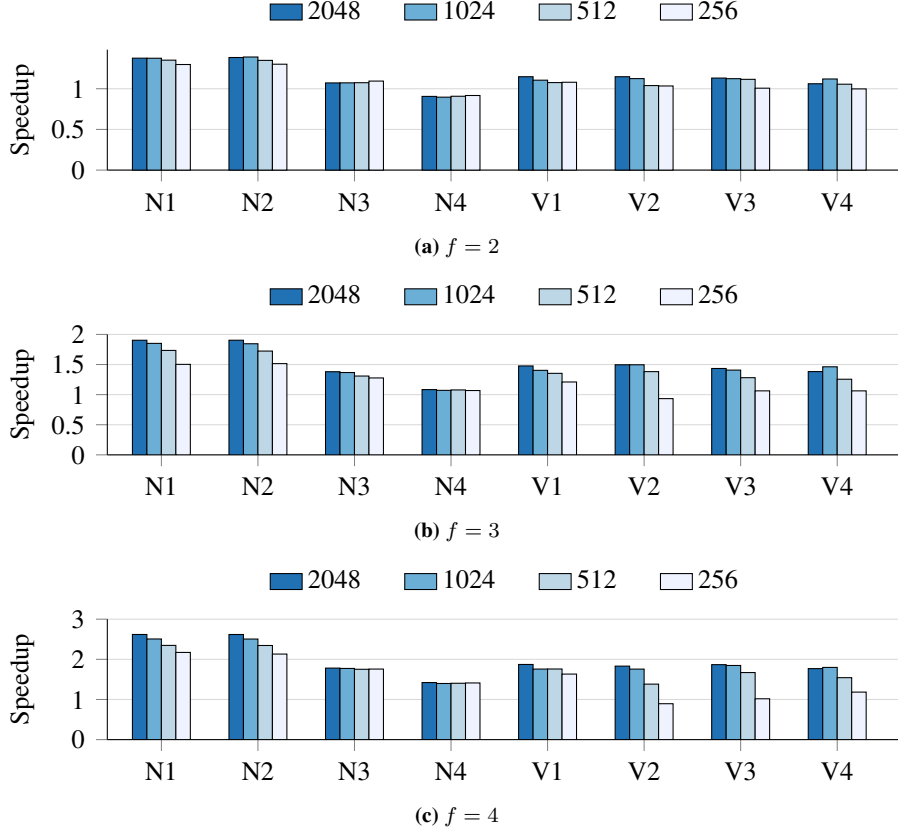 2048 1024 512 256
Speedup
1
0.5
0
N1 N2 N3 N4 V1 V2 V3 V4
(a) f = 2
2048 1024 512 256
Speedup
2
1.5
1
0.5
0
N1 N2 N3 N4 V1 V2 V3 V4
(b) f = 3
2048 1024 512 256
Speedup
3
2
1
0
N1 N2 N3 N4 V1 V2 V3 V4
(c) f = 4